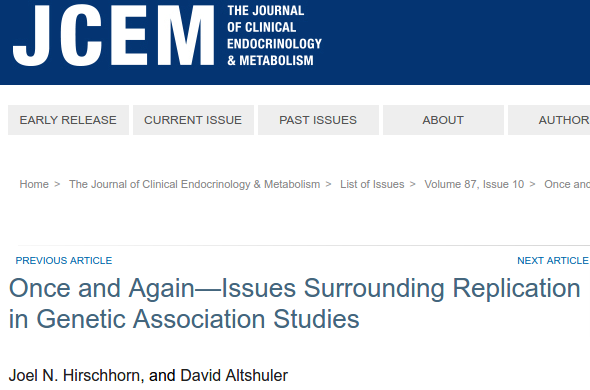 JCEM
THE JOURNAL
OF CLINICAL
ENDOCRINOLOGY
& METABOLISM
EARLY RELEASE CURRENT ISSUE PAST ISSUES ABOUT AUTHOR
Home > The Journal of Clinical Endocrinology & Metabolism > List of Issues > Volume 87, Issue 10 > Once and
PREVIOUS ARTICLE NEXT ARTICLE
Once and Again—Issues Surrounding Replication
in Genetic Association Studies
Joel N. Hirschhorn, and David Altshuler